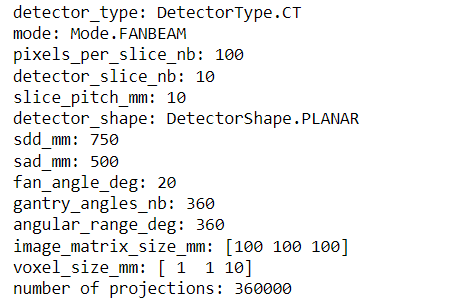 detector_type: DetectorType.CT
mode: Mode.FANBEAM
pixels_per_slice_nb: 100
detector_slice_nb: 10
slice_pitch_mm: 10
detector_shape: DetectorShape.PLANAR
sdd_mm: 750
sad_mm: 500
fan_angle_deg: 20
gantry_angles_nb: 360
angular_range_deg: 360
image_matrix_size_mm: [100 100 100]
voxel_size_mm: [ 1  1 10]
number of projections: 360000